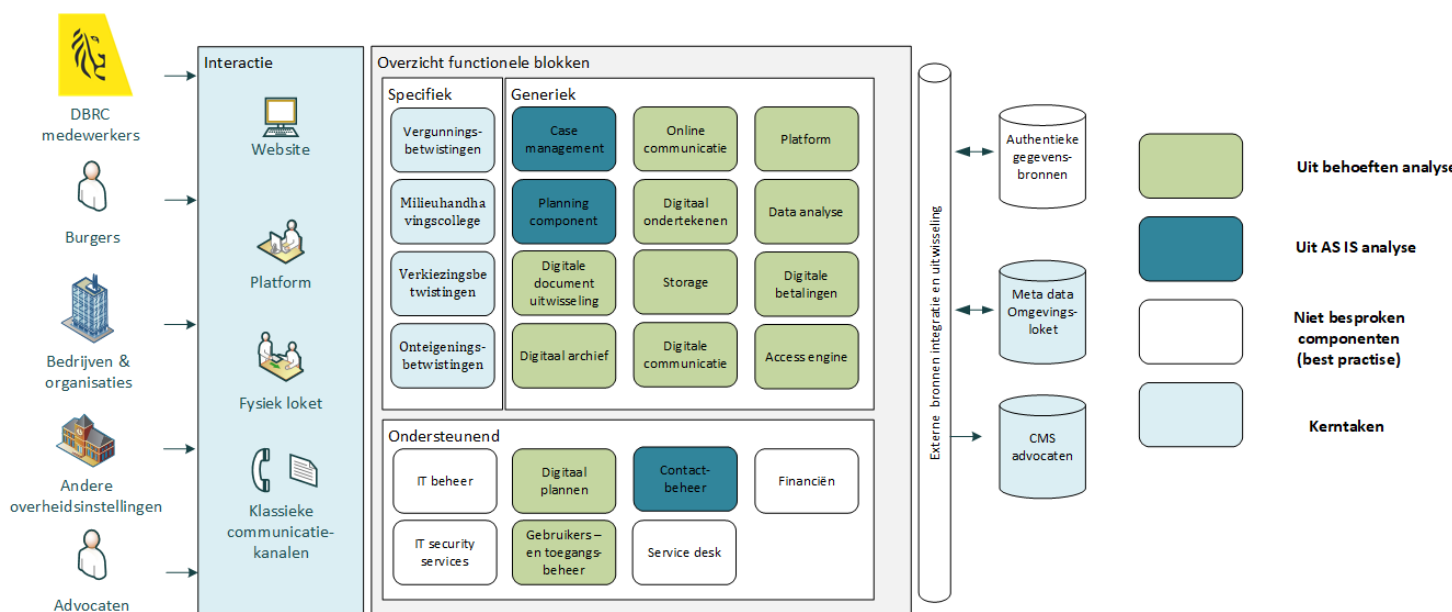 DBRC
medewerkers
Burgers
Bedrijven &
organisaties
Andere
overheidsinstellingen
Advocaten
Interactie
Website
Platform
Fysiek loket
Klassieke
communicatie-
kanalen
Overzicht functionele blokken
Specifiek
Vergunnings-
betwistingen
Milieuhandha
vingscollege
Verkiezingsbe
twistingen
Onteigenings-
betwistingen
Generiek
Case
management
Online
communicatie
Platform
Planning
component
Digitaal
ondertekenen
Data analyse
Digitale
document
uitwisseling
Storage
Digitale
betalingen
Digitaal archief
Digitale
communicatie
Access engine
Ondersteunend
IT beheer
Digitaal
plannen
Contact-
beheer
Financiën
IT security
services
Gebruikers –
en toegangs-
beheer
Service desk
Externe bronnen integratie en uitwisseling
Authentieke
gegevens-
bronnen
Meta data
Omgevings-
loket
CMS
advocaten
Uit behoeften analyse
Uit AS IS analyse
Niet besproken
componenten
(best practise)
Kerntaken